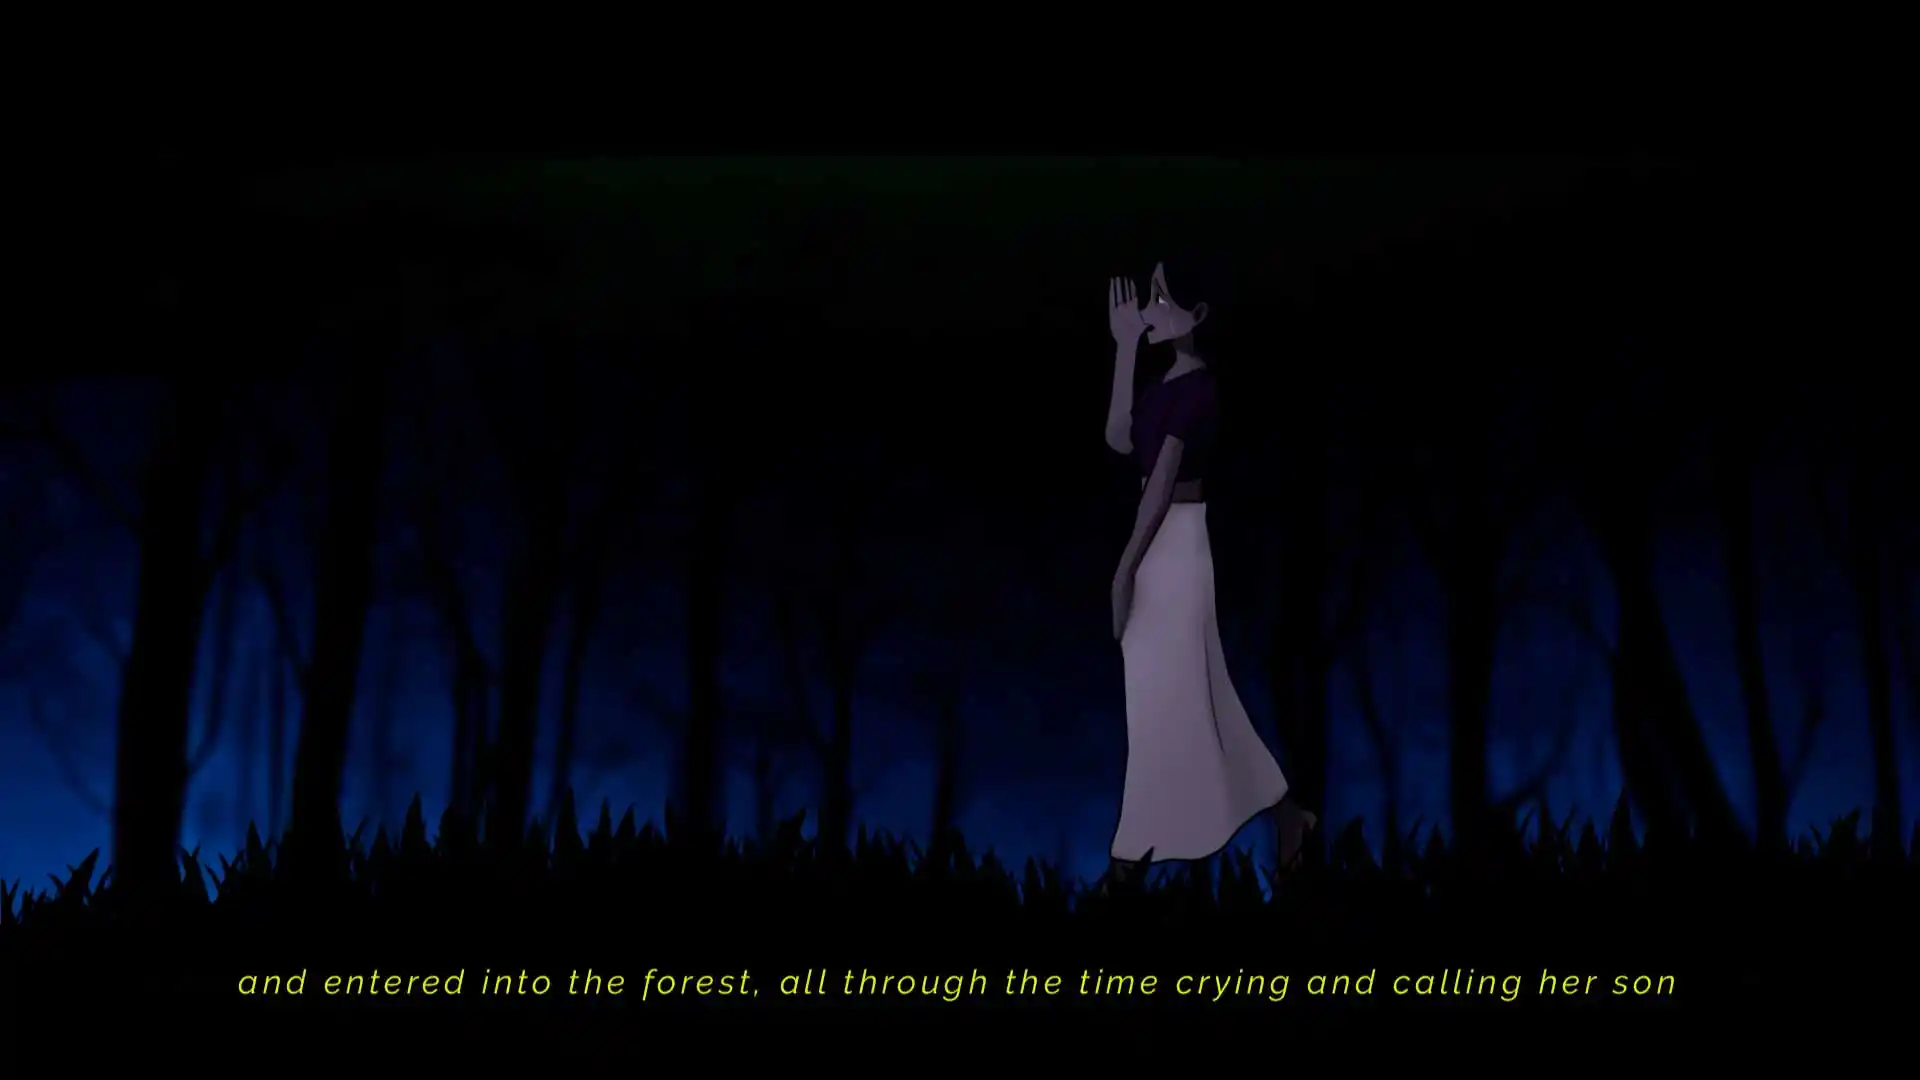 and entered into the forest, all through the time crying and calling her son